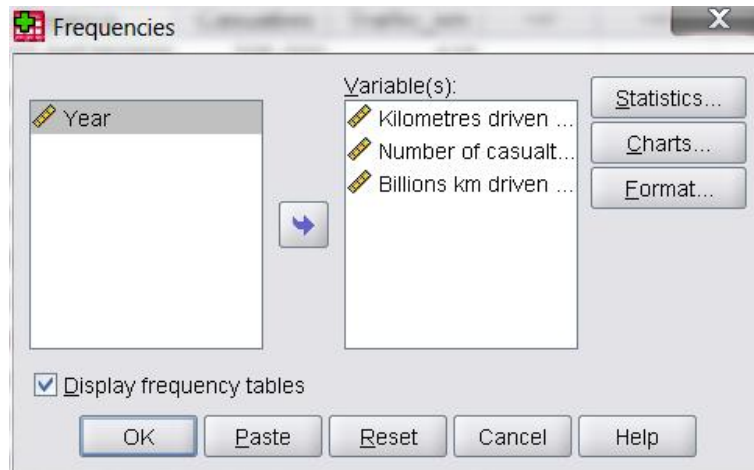 Frequencies
X
Variable(s):
Year
Kilometres driven ...
Number of casualt...
Billions km driven ...
Statistics...
Charts...
Format...
Display frequency tables
OK Paste Reset Cancel Help